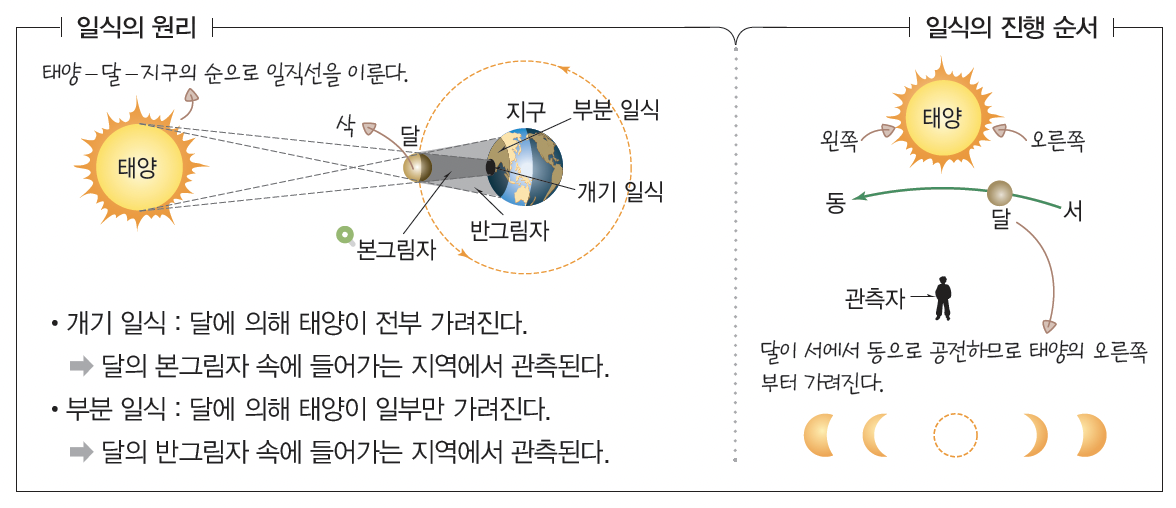 일식의 원리
태양-달-지구의 순으로 일직선을 이룬다.
태양
삭
달
지구
부분 일식
개기 일식
반그림자
본그림자
• 개기 일식 : 달에 의해 태양이 전부 가려진다.
➡ 달의 본그림자 속에 들어가는 지역에서 관측된다.
• 부분 일식 : 달에 의해 태양이 일부만 가려진다.
➡ 달의 반그림자 속에 들어가는 지역에서 관측된다.
일식의 진행 순서
태양
왼쪽
오른쪽
동
달
서
관측자
달이 서에서 동으로 공전하므로 태양의 오른쪽
부터 가려진다.